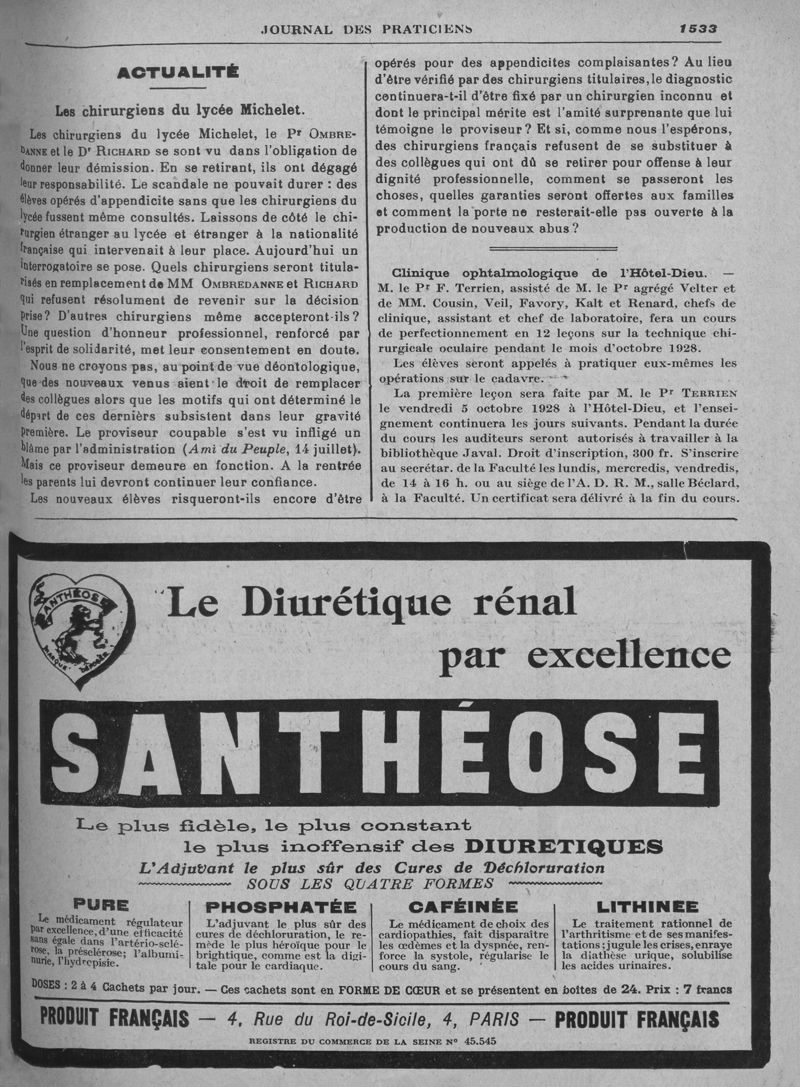 JOURNAL DES PRATICIENS
1533
ACTUALITÉ
Les chirurgiens du lycée Michelet.
Les chirurgiens du lycée Michelet, le Pr OMBRE-
DANNE et le Dr RICHARD se sont vu dans l'obligation de
donner leur démission. En se retirant, ils ont dégagé
leur responsabilité. Le scandale ne pouvait durer : des
élèves opérés d'appendicite sans que les chirurgiens du
lycée fussent même consultés. Laissons de côté le chi-
rurgien étranger au lycée et étranger à la nationalité
française qui intervenait à leur place. Aujourd'hui un
interrogatoire se pose. Quels chirurgiens seront titula-
risés en remplacement de MM OMBREDANNE et RICHARD
qui refusent résolument de revenir sur la décision
prise? D'autres chirurgiens même accepteront-ils?
Une question d'honneur professionnel, renforcé par
l'esprit de solidarité, met leur consentement en doute.
Nous ne croyons pas, au point de vue déontologique,
que des nouveaux venus aient le droit de remplacer
des collègues alors que les motifs qui ont déterminé le
départ de ces derniers subsistent dans leur gravité
première. Le proviseur coupable s'est vu infligé un
blâme par l'administration (Ami du Peuple, 14 juillet).
Mais ce proviseur demeure en fonction. A la rentrée
les parents lui devront continuer leur confiance.
Les nouveaux élèves risqueront-ils encore d'être
opérés pour des appendicites complaisantes? Au lieu
d'être vérifié par des chirurgiens titulaires, le diagnostic
continuera-t-il d'être fixé par un chirurgien inconnu et
dont le principal mérite est l'amitié surprenante que lui
témoigne le proviseur? Et si, comme nous l'espérons,
des chirurgiens français refusent de se substituer à
des collègues qui ont dû se retirer pour offense à leur
dignité professionnelle, comment se passeront les
choses, quelles garanties seront offertes aux familles
et comment la porte ne resterait-elle pas ouverte à la
production de nouveaux abus?
Clinique ophtalmologique de l'Hôtel-Dieu. —
M. le Pr F. Terrien, assisté de M. le Pr agrégé Velter et
de MM. Cousin, Veil, Favory, Kalt et Renard, chefs de
clinique, assistant et chef de laboratoire, fera un cours
de perfectionnement en 12 leçons sur la technique chi-
rurgicale oculaire pendant le mois d'octobre 1928.
Les élèves seront appelés à pratiquer eux-mêmes les
opérations sur le cadavre.
La première leçon sera faite par M. le Pr TERRIEN
le vendredi 5 octobre 1928 à l'Hôtel-Dieu, et l'ensei-
gnement continuera les jours suivants. Pendant la durée
du cours les auditeurs seront autorisés à travailler à la
bibliothèque Javal. Droit d'inscription, 300 fr. S'inscrire
au secrétar. de la Faculté les lundis, mercredis, vendredis,
de 14 à 16 h. ou au siège de l'A. D. R. M., salle Béclard,
à la Faculté. Un certificat sera délivré à la fin du cours.
SANTHÉOSE
MARQUE DÉPOSÉE
Le Diurétique rénal
par excellence
SANTHÉOSE
Le plus fidèle, le plus constant
le plus inoffensif des DIURETIQUES
L'Adjuvant le plus sûr des Cures de Déchloruration
SOUS LES QUATRE FORMES
PURE
Le médicament régulateur
par excellence, d'une efficacité
sans égale dans l'artério-sclé-
rose, la présclérose; l'albumi-
nurie, l'hydropisie.
PHOSPHATÉE
L'adjuvant le plus sûr des
cures de déchloruration, le re-
mède le plus héroïque pour le
brightique, comme est la digi-
tale pour le cardiaque.
CAFÉINÉE
Le médicament de choix des
cardiopathies, fait disparaître
les œdèmes et la dyspnée, ren-
force la systole, régularise le
cours du sang.
LITHINEE
Le traitement rationnel de
l'arthritisme et de ses manifes-
tations; jugule les crises, enraye
la diathèse urique, solubilise
les acides urinaires.
DOSES : 2 à 4 Cachets par jour. — Ces cachets sont en FORME DE CŒUR et se présentent en boîtes de 24. Prix : 7 francs
PRODUIT FRANÇAIS — 4, Rue du Roi-de-Sicile, 4, PARIS — PRODUIT FRANÇAIS
REGISTRE DU COMMERCE DE LA SEINE N° 45.545